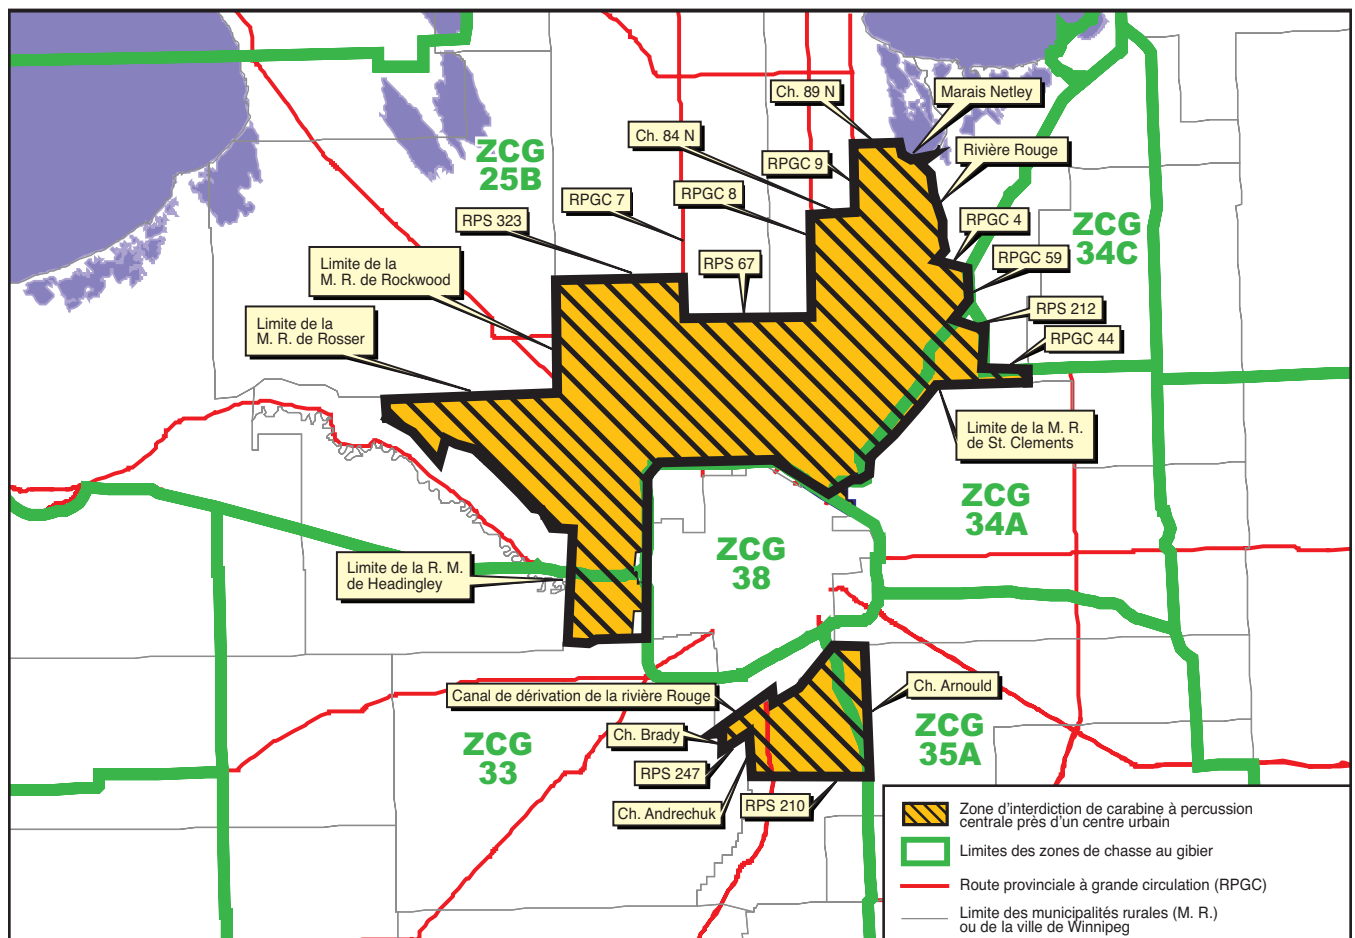 Ch. 89 N
Marais Netley
Ch. 84 N
Rivière Rouge
ZCG
25B
RPGC 9
RPGC 7
RPGC 8
RPS 323
RPGC 4
ZCG
34C
RPGC 59
RPS 67
Limite de la
M. R. de Rockwood
RPS 212
Limite de la
M. R. de Rosser
RPGC 44
Limite de la M. R.
de St. Clements
ZCG
34A
ZCG
38
Limite de la R. M.
de Headingley
Canal de dérivation de la rivière Rouge
Ch. Arnould
Ch. Brady
ZCG
33
ZCG
35A
RPS 247
Ch. Andrechuk
RPS 210
Zone d'interdiction de carabine à percussion
centrale près d'un centre urbain
Limites des zones de chasse au gibier
Route provinciale à grande circulation (RPGC)
Limite des municipalités rurales (M. R.)
ou de la ville de Winnipeg